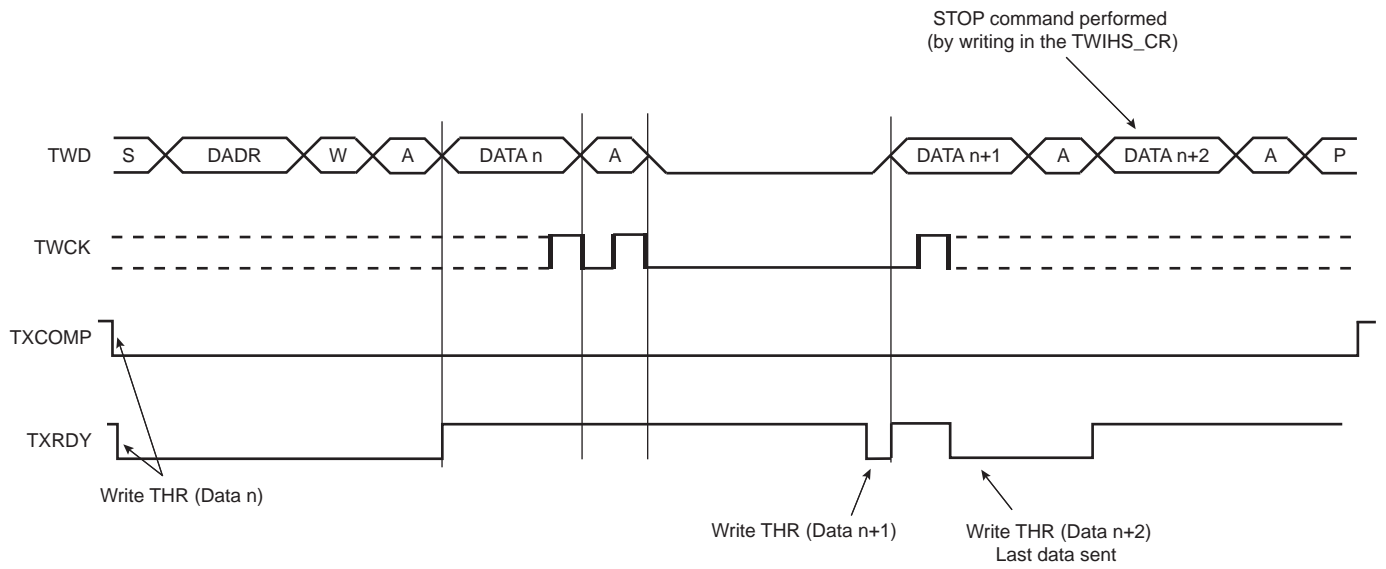 STOP command performed
(by writing in the TWIHS_CR)
TWD S DADR W A DATA n A DATA n+1 A DATA n+2 A P
TWCK
TXCOMP
TXRDY
Write THR (Data n)
Write THR (Data n+1)
Write THR (Data n+2)
Last data sent